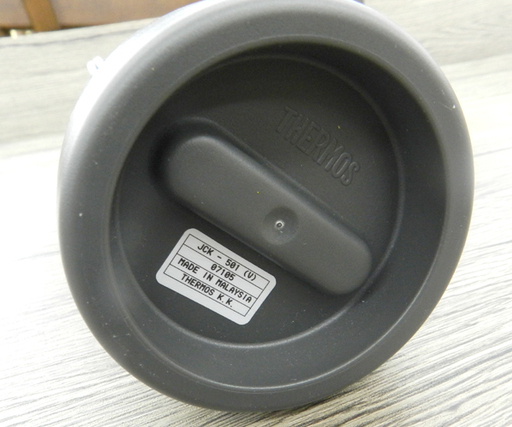 THERMOS
JCK - 501 (V)
07105
MADE IN MALAYSIA
THERMOS K.K.